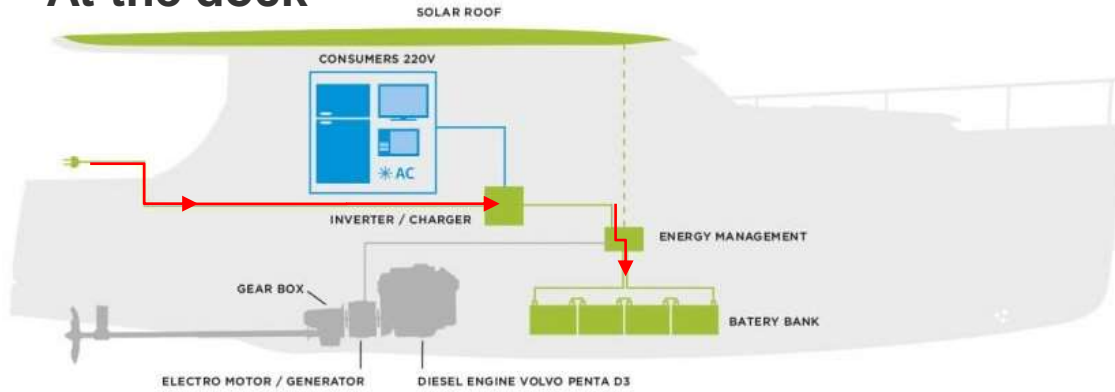 At the dock
SOLAR ROOF
CONSUMERS 220V
AC
INVERTER / CHARGER
ENERGY MANAGEMENT
GEAR BOX
BATERY BANK
ELECTRO MOTOR / GENERATOR
DIESEL ENGINE VOLVO PENTA D3